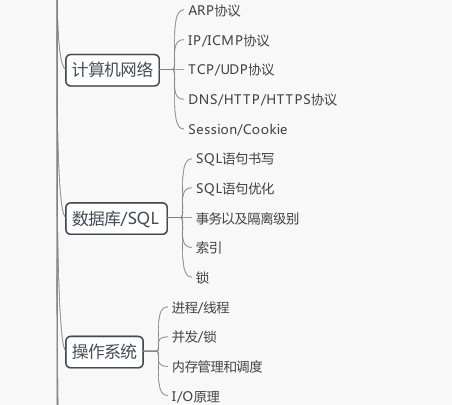 计算机网络
ARP协议
IP/ICMP协议
TCP/UDP协议
DNS/HTTP/HTTPS协议
Session/Cookie
数据库/SQL
SQL语句书写
SQL语句优化
事务以及隔离级别
索引
锁
操作系统
进程/线程
并发/锁
内存管理和调度
I/O原理